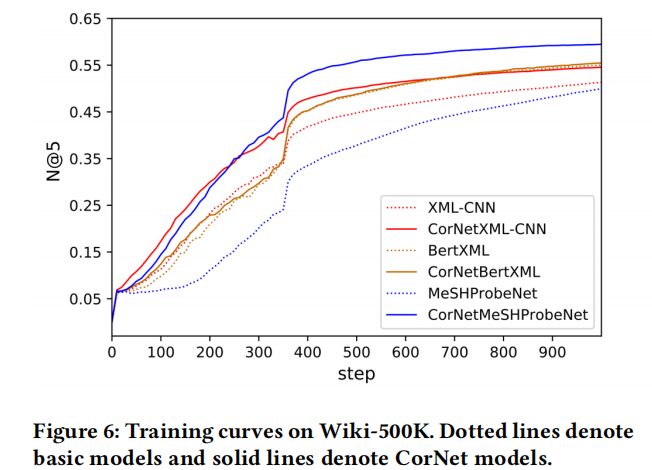 0.65
0.55
0.45
0.35
0.25
0.15
0.05
N@5
XML-CNN
CorNetXML-CNN
BertXML
CorNetBertXML
MeSHProbeNet
CorNetMeSHProbeNet
0 100 200 300 400 500 600 700 800 900
step
Figure 6: Training curves on Wiki-500K. Dotted lines denote
basic models and solid lines denote CorNet models.